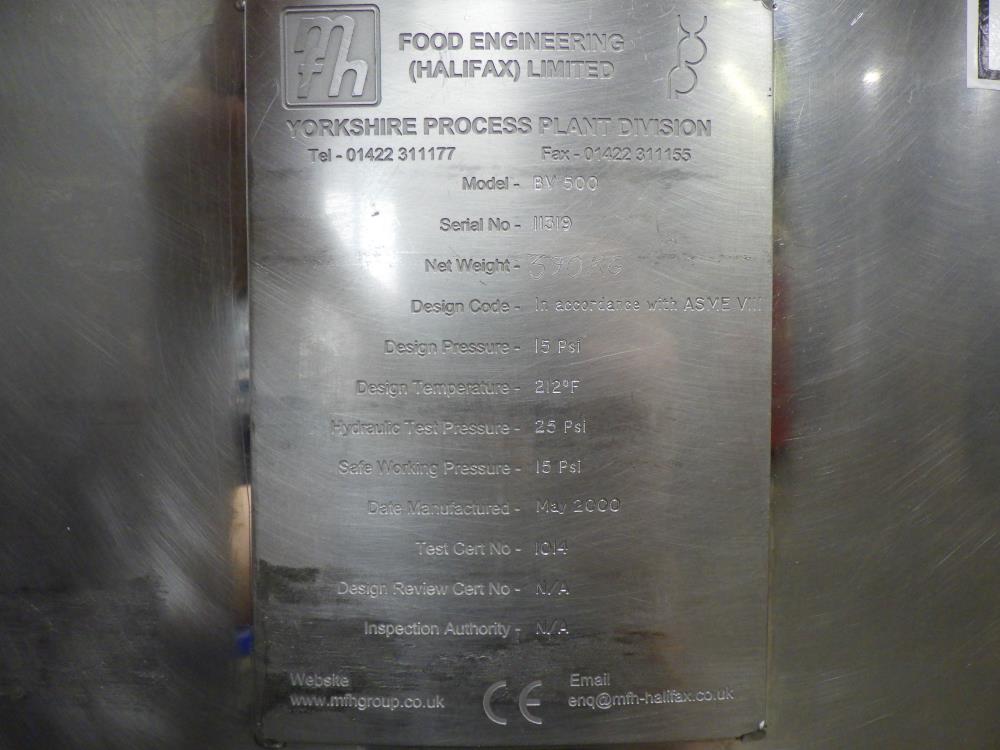 mfh
FOOD ENGINEERING
(HALIFAX) LIMITED
YORKSHIRE PROCESS PLANT DIVISION
Tel - 01422 311177 Fax - 01422 311155
Model - BV 500
Serial No - 11319
Net Weight - 390 KG
Design Code - In accordance with ASME VIII
Design Pressure - 15 Psi
Design Temperature - 212°F
Hydraulic Test Pressure - 25 Psi
Safe Working Pressure - 15 Psi
Date Manufactured - May 2000
Test Cert No - 1014
Design Review Cert No - N/A
Inspection Authority - N/A
Website Email
www.mfhgroup.co.uk CE enq@mfh-halifax.co.uk